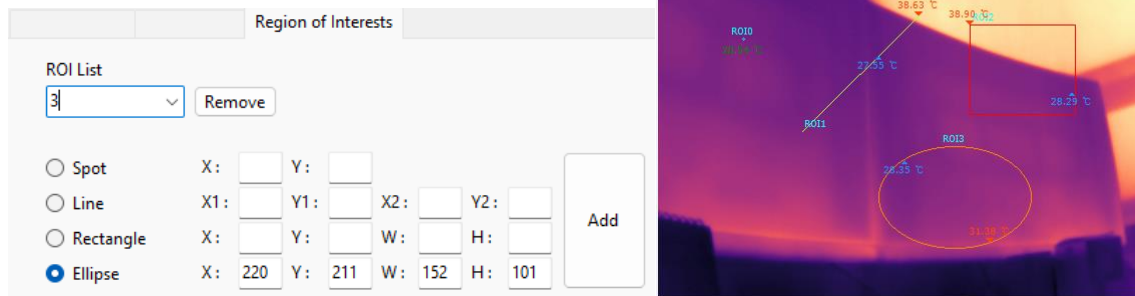 Region of Interests
ROI List
3
Remove
Spot
X:
Y:
Line
X1:
Y1:
X2:
Y2:
Rectangle
X:
Y:
W:
H:
Ellipse
X: 220
Y: 211
W: 152
H: 101
Add
38.63 ℃
38.90
ROI0
27.55 ℃
28.29 ℃
ROI1
ROI3
28.35 ℃
31.38 ℃